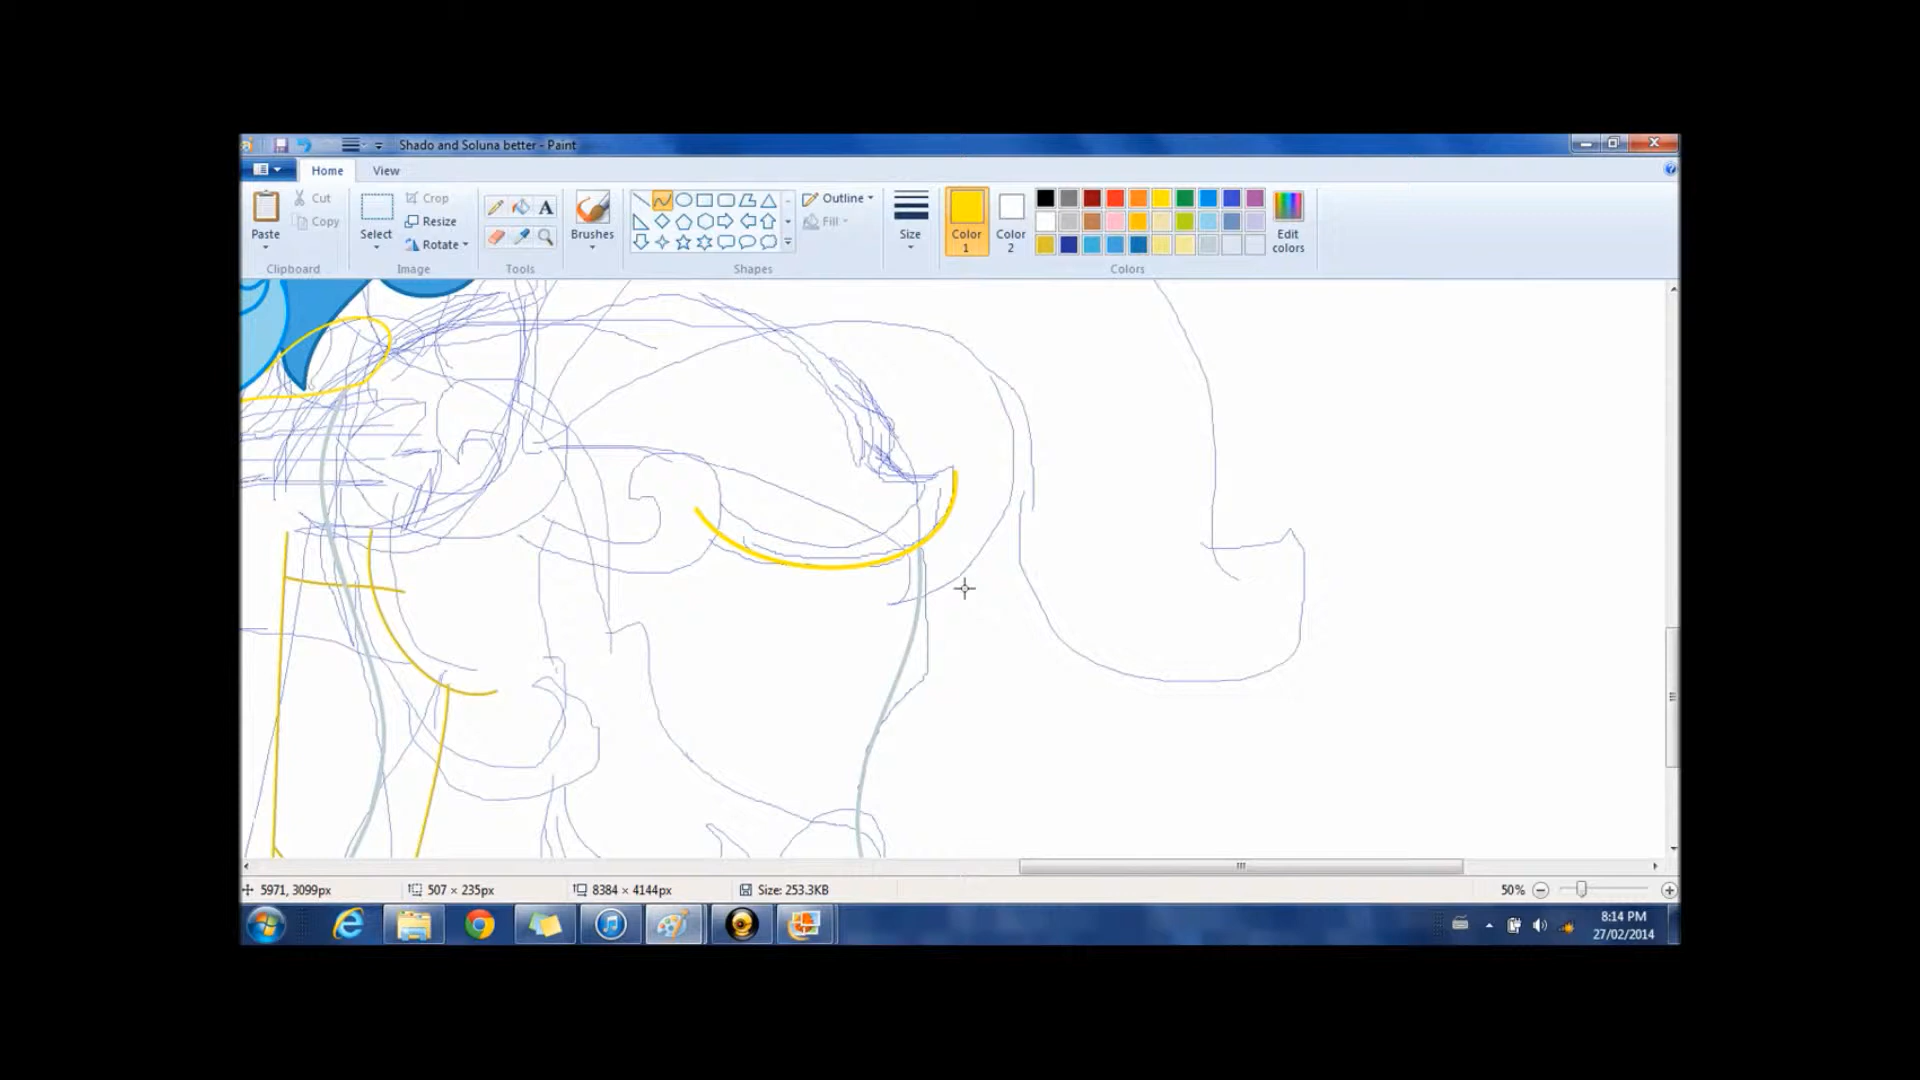 Shado and Soluna better - Paint
Home View
Paste
Cut
Copy
Clipboard
Select
Crop
Resize
Rotate
Image
A
Tools
Brushes
Outline
Fill
Shapes
Size
Color 1
Color 2
Edit colors
Colors
5971, 3099px
507 × 235px
8384 × 4144px
Size: 253.3KB
50%
8:14 PM
27/02/2014